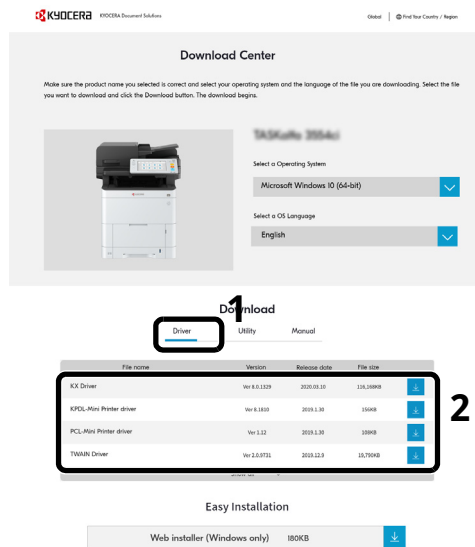 KYOCERA KYOCERA Document Solutions Global Find Your Country / Region
Download Center
Make sure the product name you selected is correct and select your operating system and the language of the file you are downloading. Select the file
you want to download and click the Download button. The download begins.
Select a Operating System
Microsoft Windows 10 (64-bit)
Select a OS Language
English
Download
1
Driver Utility Manual
File name Version Release date File size
KX Driver Ver 8.0.1329 2020.03.10 116,168KB
KPDL-Mini Printer driver Ver 8.1810 2019.1.30 156KB
2
PCL-Mini Printer driver Ver 1.12 2019.1.30 108KB
TWAIN Driver Ver 2.0.9731 2019.12.9 19,790KB
Easy Installation
Web installer (Windows only) 180KB